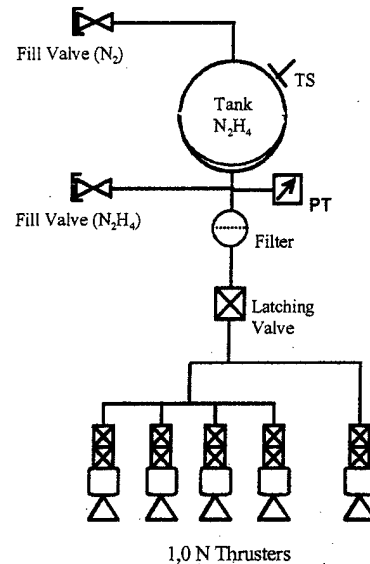 Fill Valve (N₂)
TS
Tank
N₂H₄
Fill Valve (N₂H₄)
PT
Filter
Latching
Valve
1,0 N Thrusters